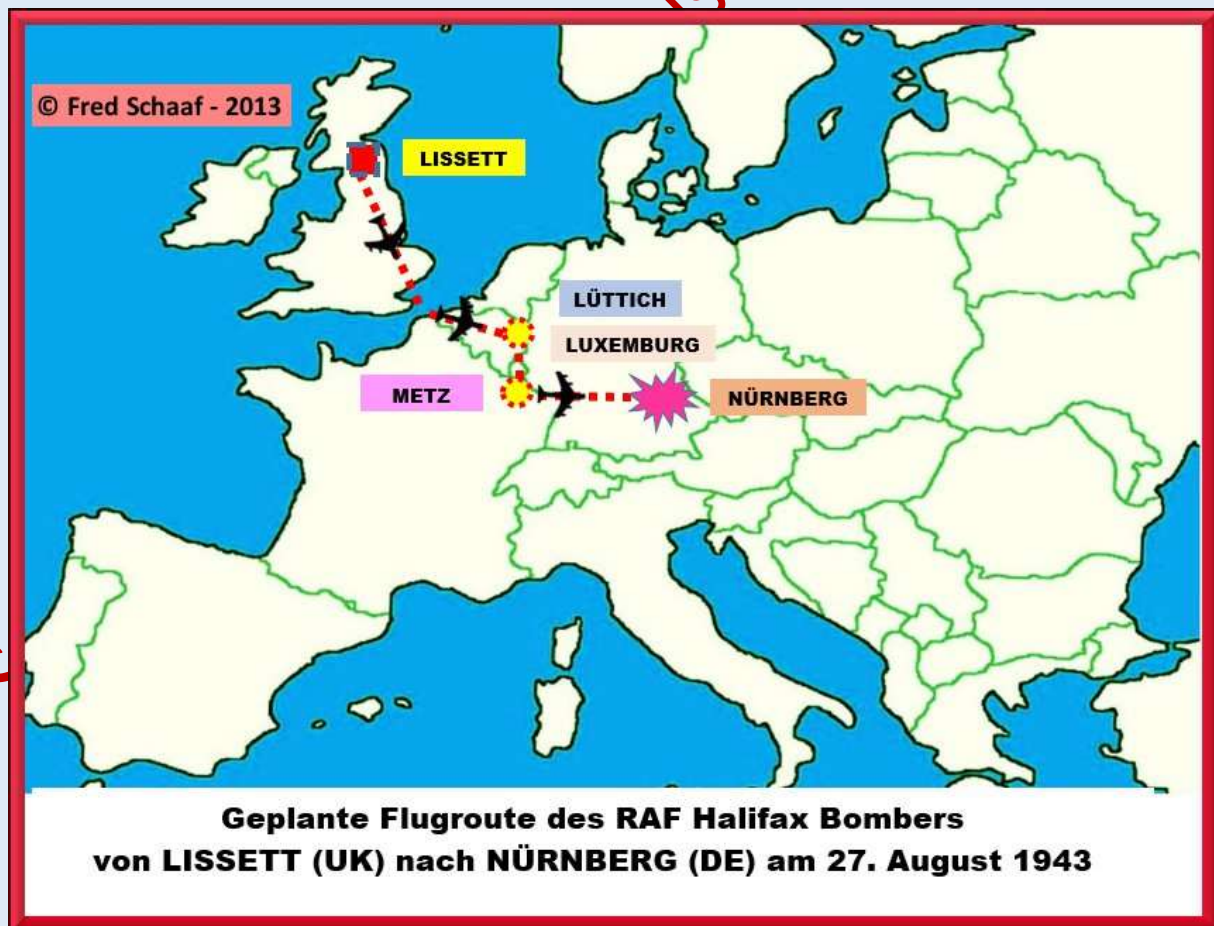 © Fred Schaaf - 2013
LISSETT
LÜTTICH
LUXEMBURG
METZ
NÜRNBERG
Geplante Flugroute des RAF Halifax Bombers
von LISSETT (UK) nach NÜRNBERG (DE) am 27. August 1943